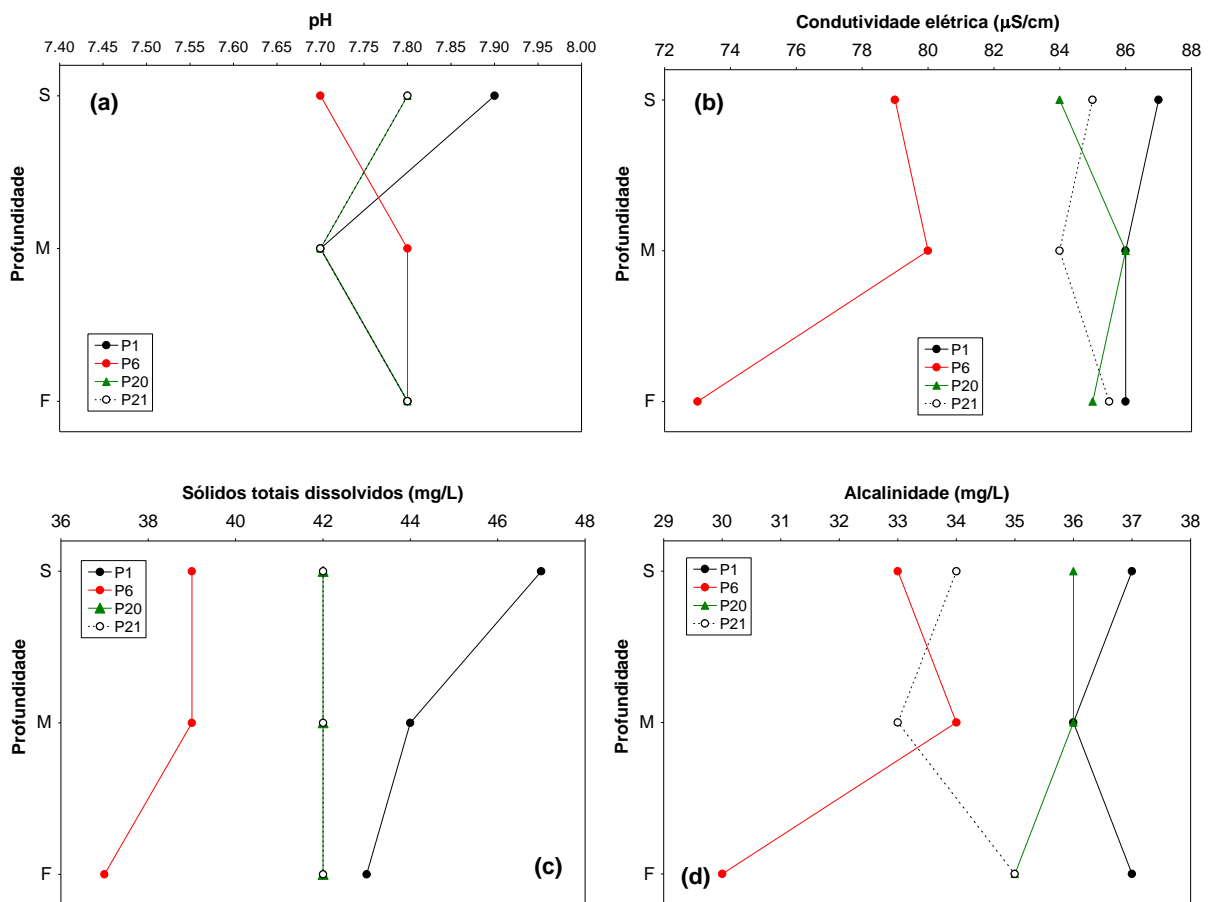 pH
7.40 7.45 7.50 7.55 7.60 7.65 7.70 7.75 7.80 7.85 7.90 7.95 8.00
S
M
F
Profundidade
(a)
P1
P6
P20
P21
Condutividade elétrica (µS/cm)
72 74 76 78 80 82 84 86 88
S
M
F
Profundidade
(b)
P1
P6
P20
P21
Sólidos totais dissolvidos (mg/L)
36 38 40 42 44 46 48
S
M
F
Profundidade
P1
P6
P20
P21
(c)
Alcalinidade (mg/L)
29 30 31 32 33 34 35 36 37 38
S
M
F
Profundidade
P1
P6
P20
P21
(d)